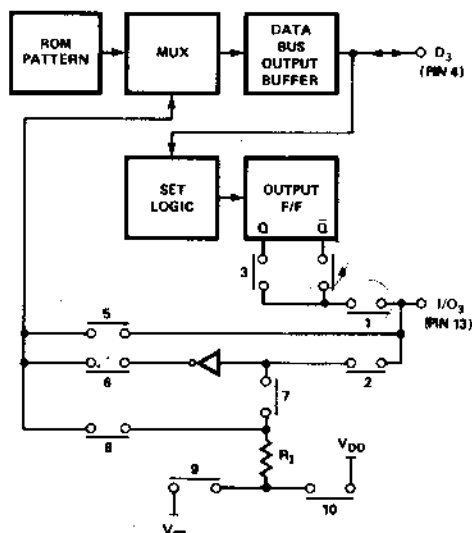 ROM
PATTERN
MUX
DATA
BUS
OUTPUT
BUFFER
D3
(PIN 4)
SET
LOGIC
OUTPUT
F/F
Q
Q̄
3
4
1
I/O3
(PIN 13)
5
6
2
7
8
R1
VDD
9
10